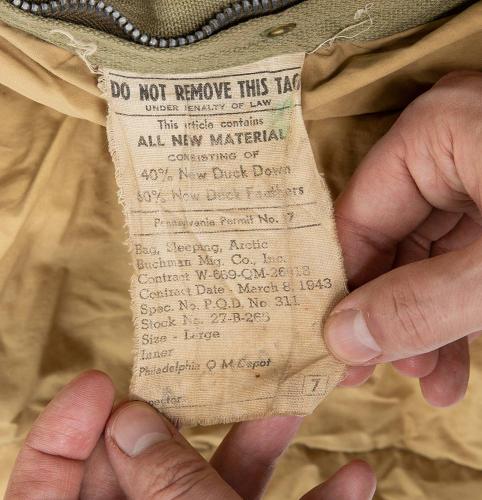 DO NOT REMOVE THIS TAG
UNDER PENALTY OF LAW
This article contains
ALL NEW MATERIAL
CONSISTING OF
40% New Duck Down
60% New Duck Feathers
Pennsylvania Permit No. 7
Bag, Sleeping, Arctic
Buchman Mfg. Co., Inc.
Contract W-669-QM-
Contract Date - March 8, 1943
Spec. No. P.Q.D. No. 311
Stock No. 27-B-265
Size - Large
Inner
Philadelphia Q M Depot
7
pector